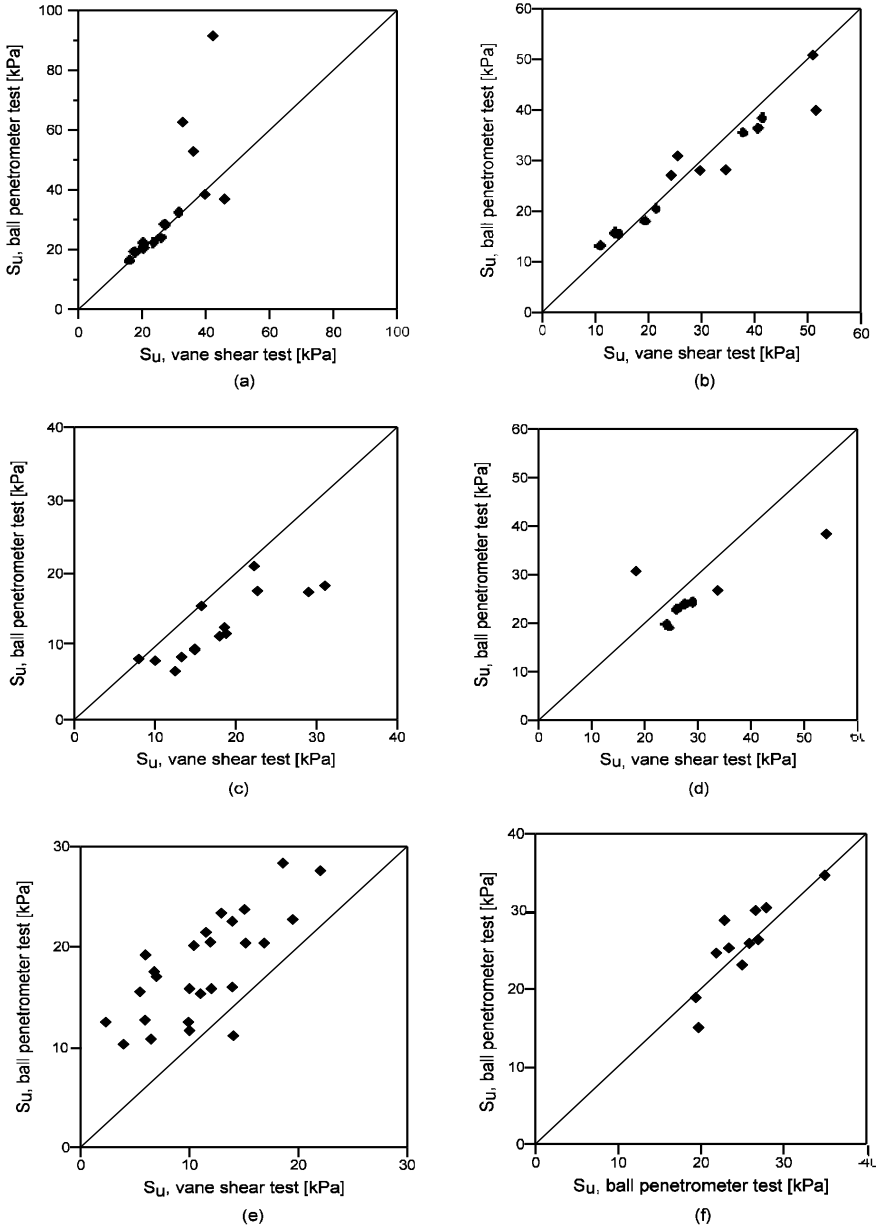 100
80
60
40
20
0
0 20 40 60 80 100
Su, ball penetrometer test [kPa]
Su, vane shear test [kPa]
(a)
60
50
40
30
20
10
0
0 10 20 30 40 50 60
Su, ball penetrometer test [kPa]
Su, vane shear test [kPa]
(b)
40
30
20
10
0
0 10 20 30 40
Su, ball penetrometer test [kPa]
Su, vane shear test [kPa]
(c)
60
50
40
30
20
10
0
0 10 20 30 40 50
Su, ball penetrometer test [kPa]
Su, vane shear test [kPa]
(d)
30
20
10
0
0 10 20 30
Su, ball penetrometer test [kPa]
Su, vane shear test [kPa]
(e)
40
30
20
10
0
0 10 20 30
Su, ball penetrometer test [kPa]
Su, ball penetrometer test [kPa]
(f)